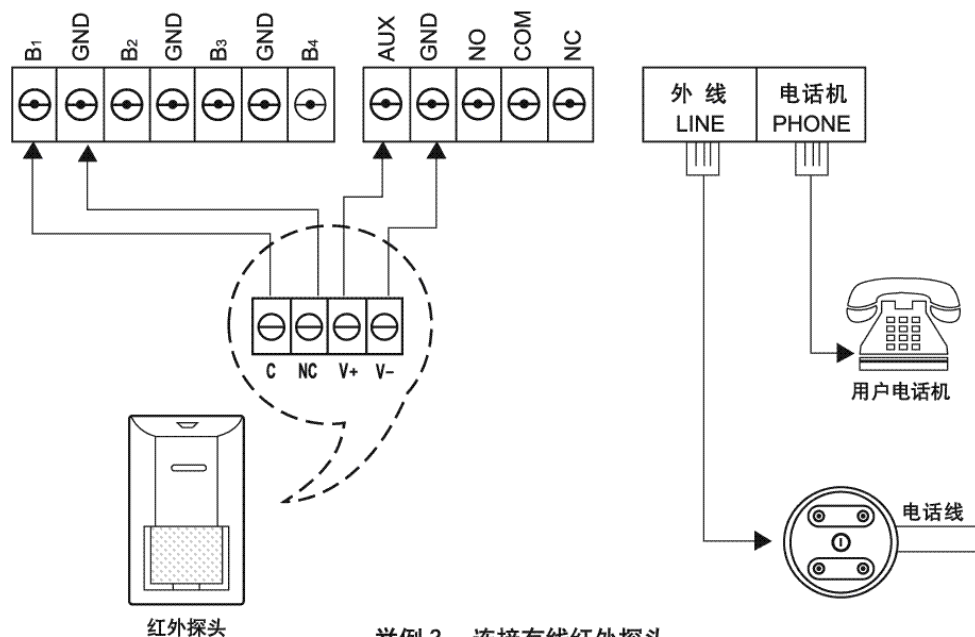 B1 GND B2 GND B3 GND B4
AUX GND NO COM NC
外 线 电话机
LINE PHONE
C NC V+ V-
用户电话机
电话线
红外探头